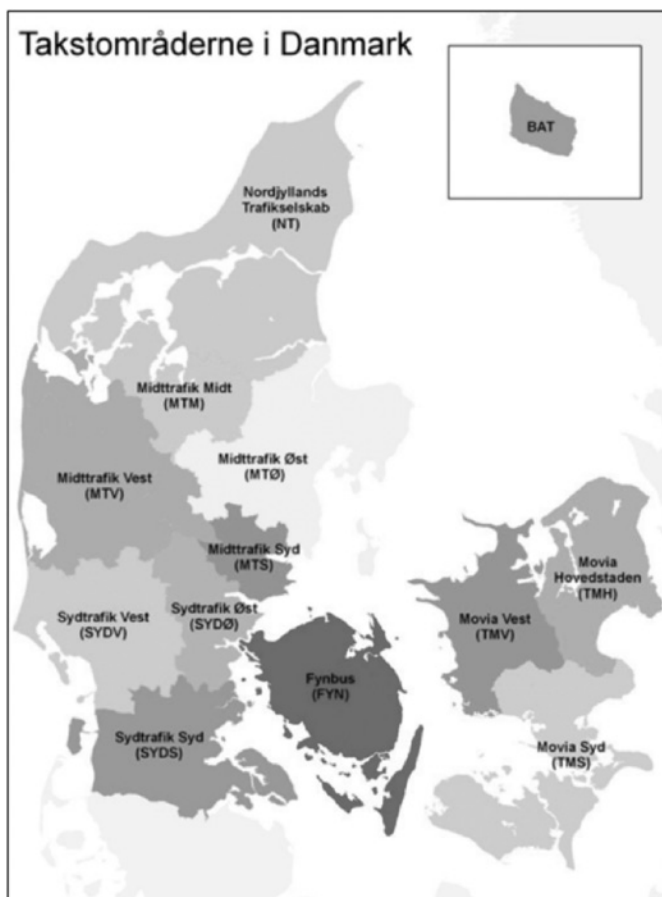 Takstområderne i Danmark
BAT
Nordjyllands
Trafikselskab
(NT)
Midttrafik Midt
(MTM)
Midttrafik Øst
(MTØ)
Midttrafik Vest
(MTV)
Midttrafik Syd
(MTS)
Movia
Hovedstaden
(TMH)
Sydtrafik Vest
(SYDV)
Sydtrafik Øst
(SYDØ)
Movia Vest
(TMV)
Fynbus
(FYN)
Sydtrafik Syd
(SYDS)
Movia Syd
(TMS)